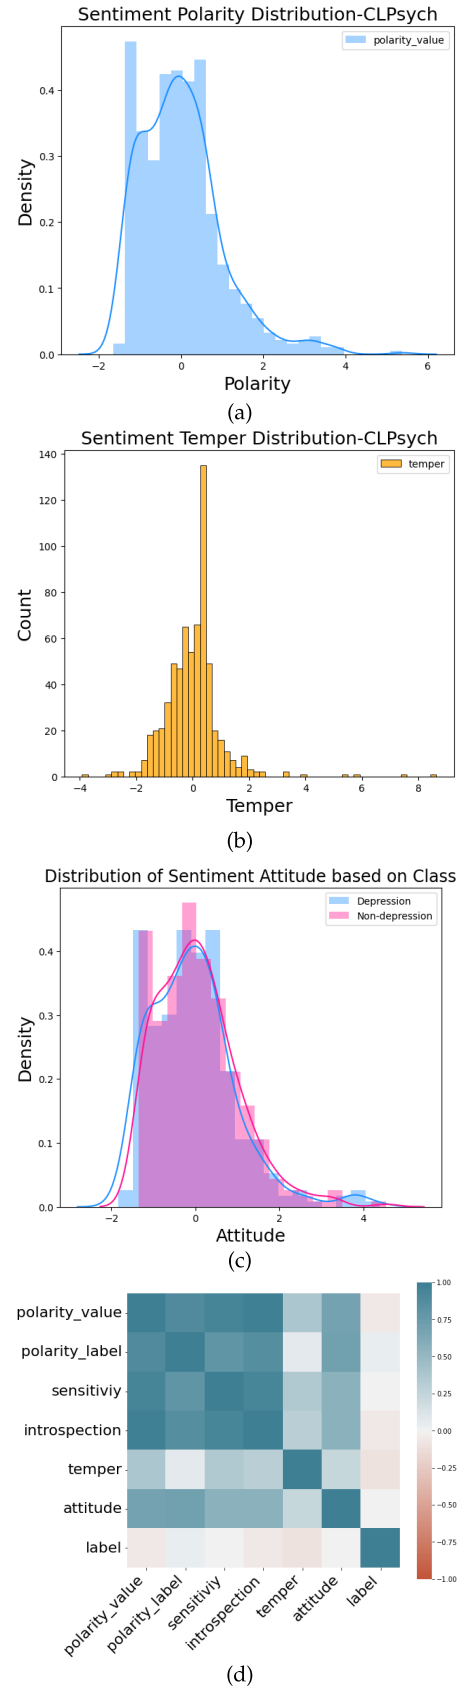 Sentiment Polarity Distribution-CLPsych
polarity_value
0.4
0.3
0.2
0.1
0.0
Density
−2 0 2 4 6
Polarity
(a)
Sentiment Temper Distribution-CLPsych
temper
140
120
100
80
60
40
20
0
Count
−4 −2 0 2 4 6 8
Temper
(b)
Distribution of Sentiment Attitude based on Class
Depression
Non-depression
0.4
0.3
0.2
0.1
0.0
Density
−2 0 2 4
Attitude
(c)
polarity_value
polarity_label
sensitiviy
introspection
temper
attitude
label
polarity_value
polarity_label
sensitiviy
introspection
temper
attitude
label
1.00
0.75
0.50
0.25
0.00
−0.25
−0.50
−0.75
−1.00
(d)